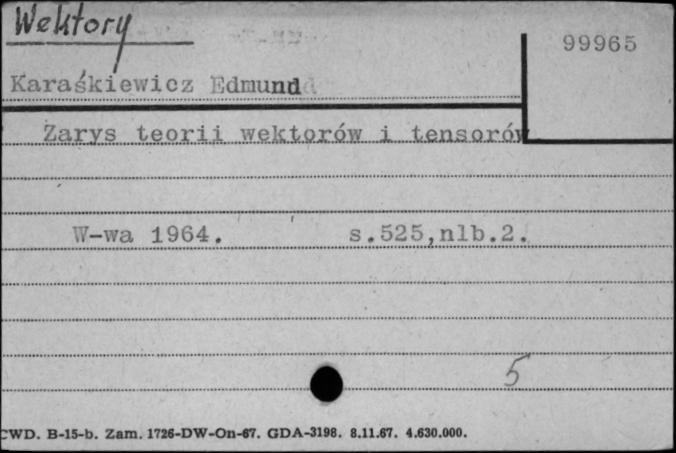 Wektory
99965
Karaśkiewicz Edmund
Zarys teorii wektorów i tensorów
W-wa 1964. s.525,nlb.2.
5
CWD. B-15-b. Zam. 1726-DW-On-67. GDA-3198. 8.11.67. 4.630.000.